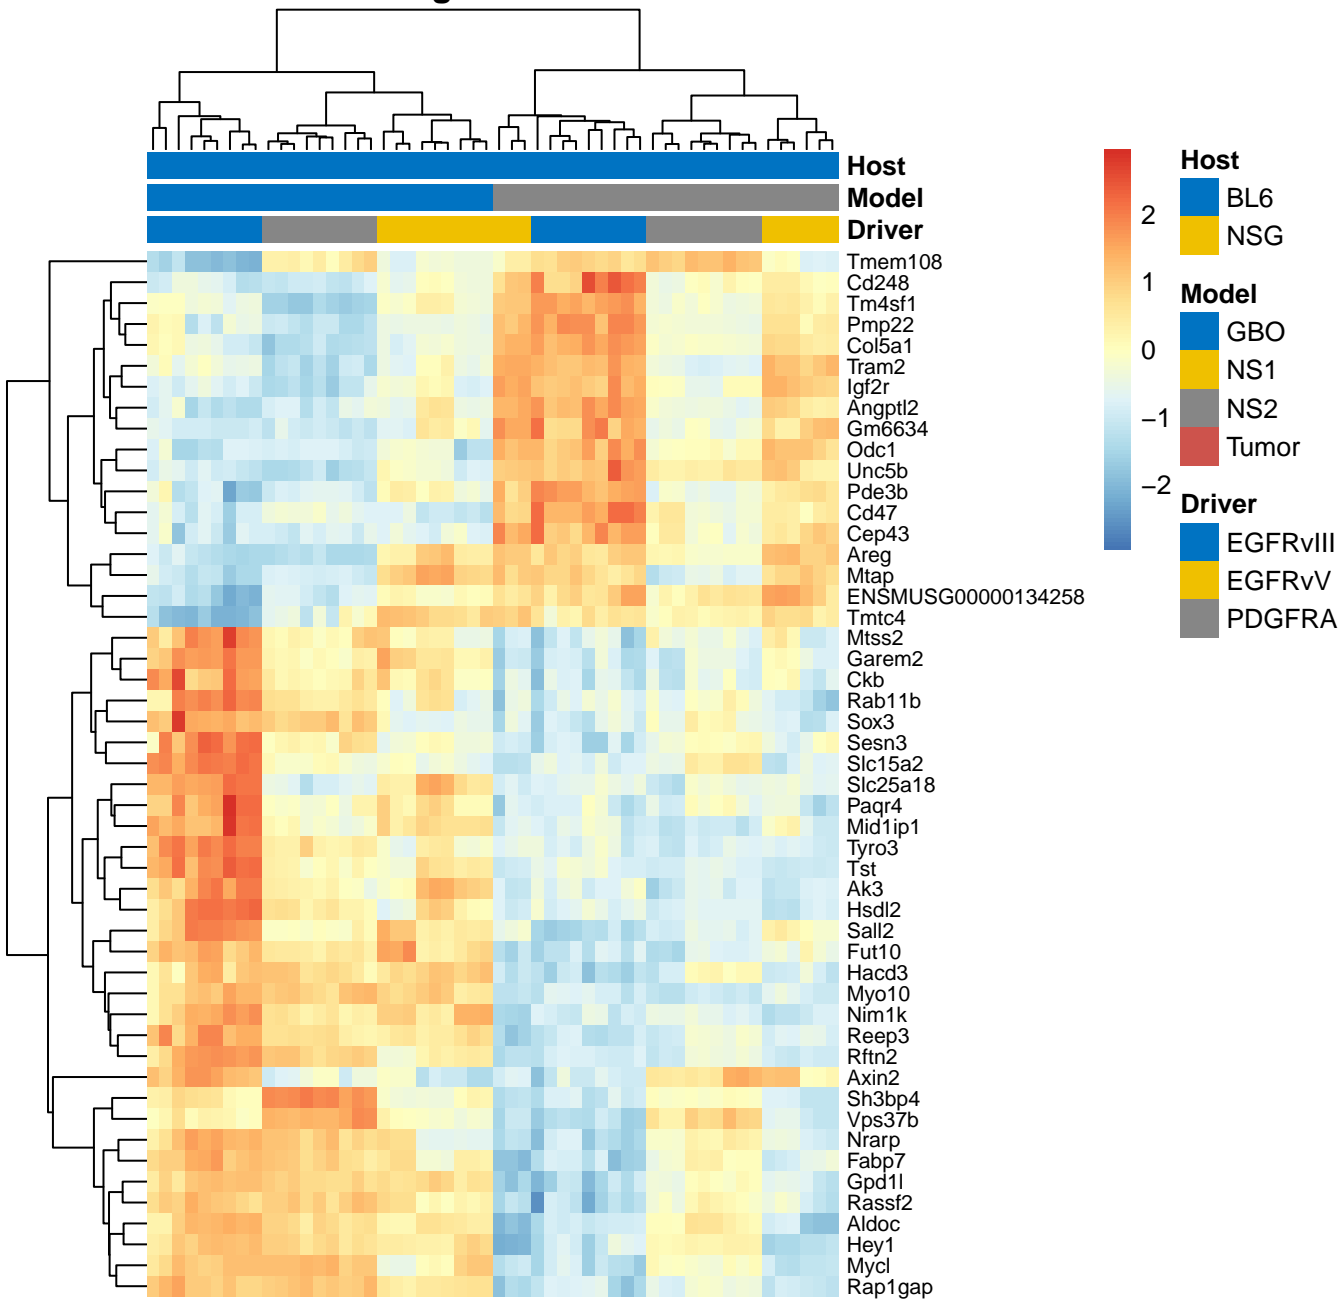 Host
Model
Driver
Tmem108
Cd248
Tm4sf1
Pmp22
Col5a1
Tram2
Igf2r
Angptl2
Gm6634
Odc1
Unc5b
Pde3b
Cd47
Cep43
Areg
Mtap
ENSMUSG00000134258
Tmtc4
Mtss2
Garem2
Ckb
Rab11b
Sox3
Sesn3
Slc15a2
Slc25a18
Paqr4
Mid1ip1
Tyro3
Tst
Ak3
Hsdl2
Sall2
Fut10
Hacd3
Myo10
Nim1k
Reep3
Rftn2
Axin2
Sh3bp4
Vps37b
Nrarp
Fabp7
Gpd1l
Rassf2
Aldoc
Hey1
Mycl
Rap1gap
2
1
0
−1
−2
Host
BL6
NSG
Model
GBO
NS1
NS2
Tumor
Driver
EGFRvIII
EGFRvV
PDGFRA